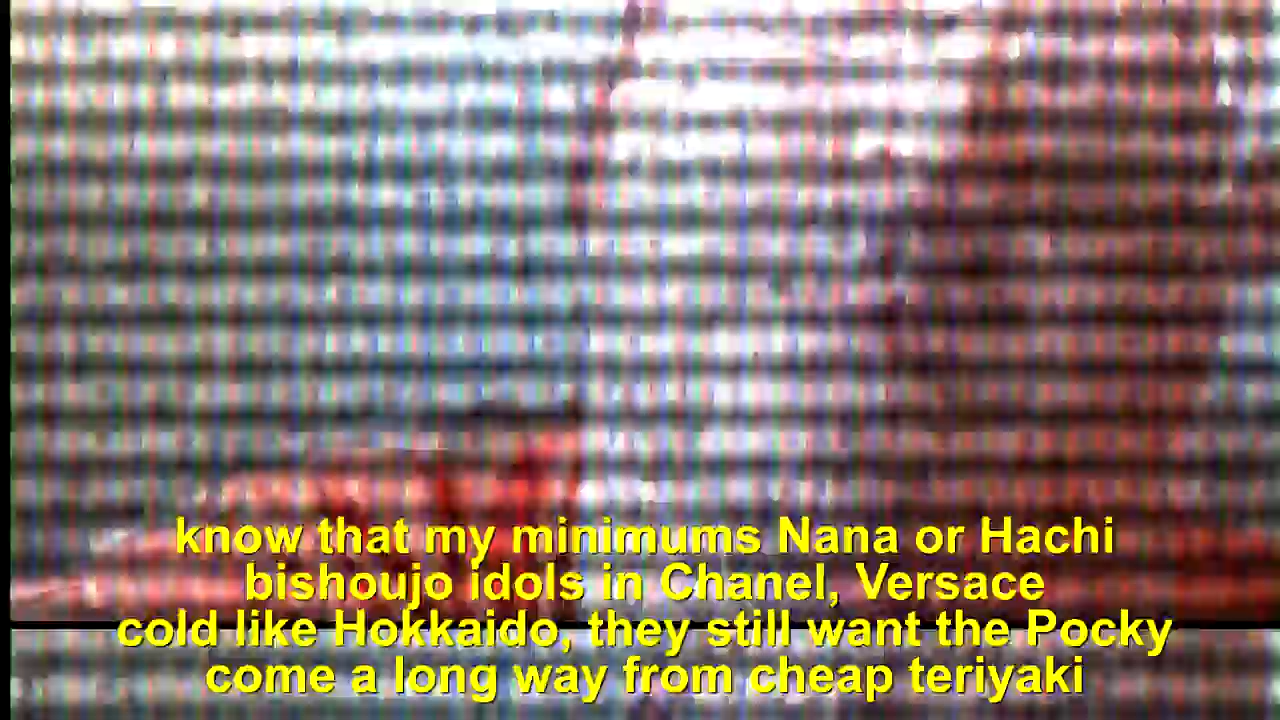 know that my minimums Nana or Hachi
bishoujo idols in Chanel, Versace
cold like Hokkaido, they still want the Pocky
come a long way from cheap teriyaki